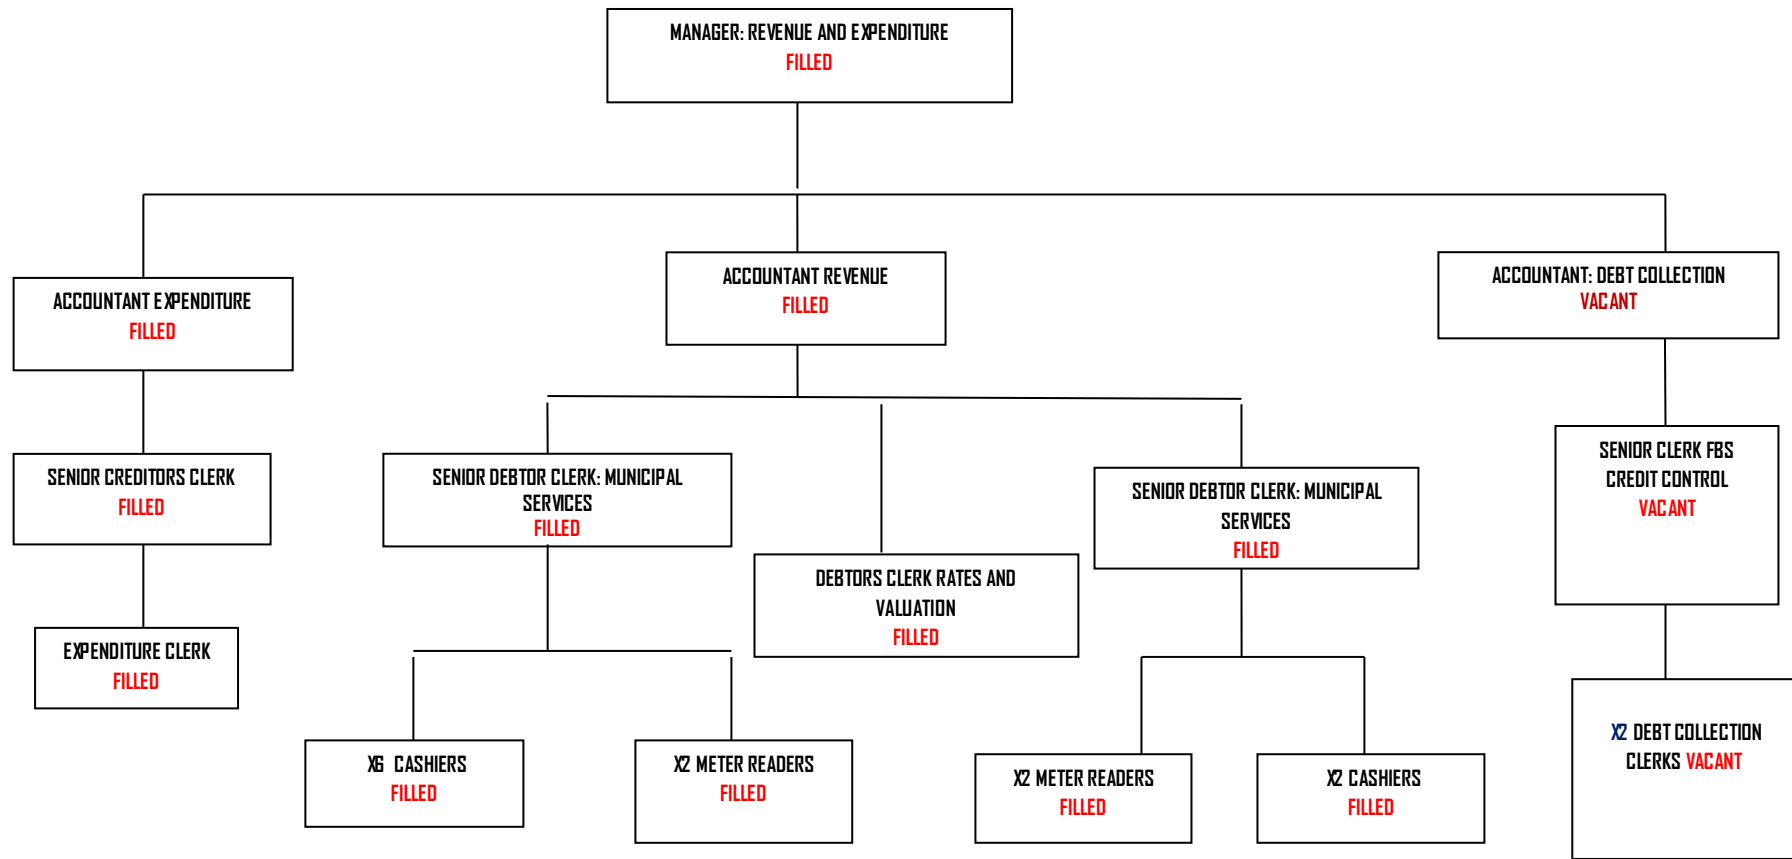 MANAGER: REVENUE AND EXPENDITURE
FILLED
ACCOUNTANT EXPENDITURE
FILLED
ACCOUNTANT REVENUE
FILLED
ACCOUNTANT: DEBT COLLECTION
VACANT
SENIOR CREDITORS CLERK
FILLED
SENIOR DEBTOR CLERK: MUNICIPAL
SERVICES
FILLED
DEBTORS CLERK RATES AND
VALUATION
FILLED
SENIOR DEBTOR CLERK: MUNICIPAL
SERVICES
FILLED
SENIOR CLERK FBS
CREDIT CONTROL
VACANT
EXPENDITURE CLERK
FILLED
X6 CASHIERS
FILLED
X2 METER READERS
FILLED
X2 METER READERS
FILLED
X2 CASHIERS
FILLED
X2 DEBT COLLECTION
CLERKS VACANT